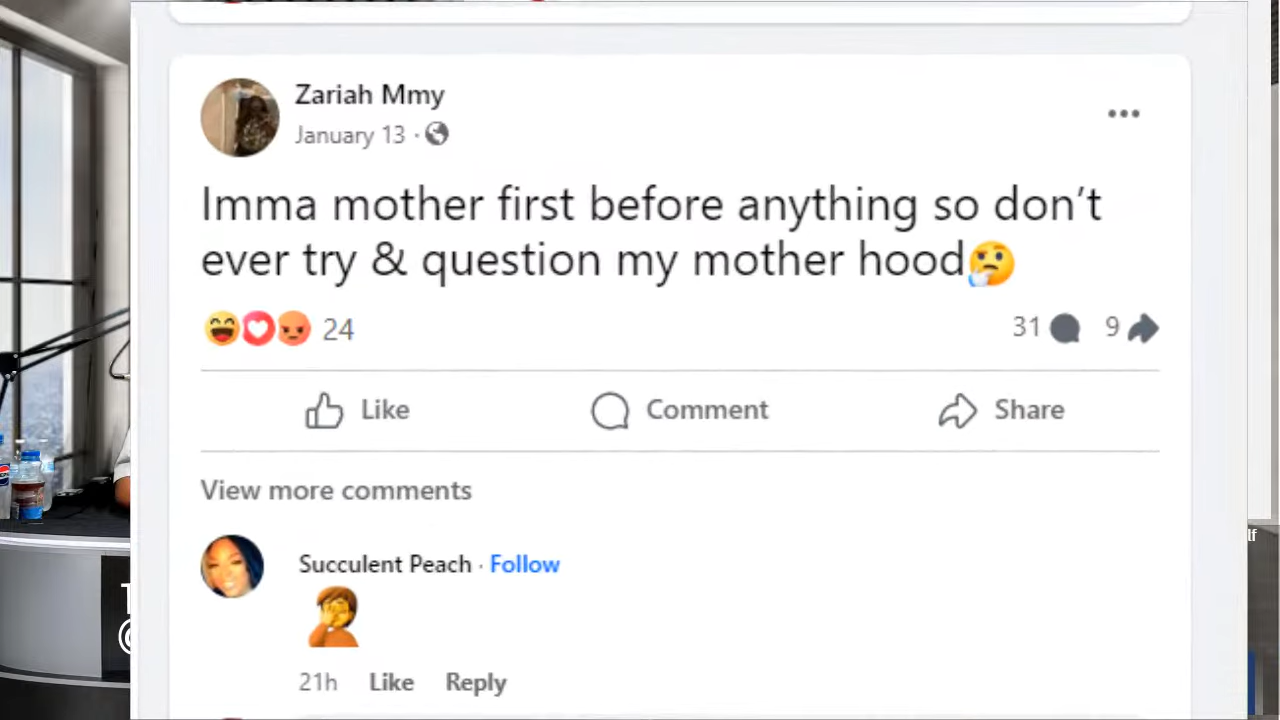 Zariah Mmy
January 13 ·
Imma mother first before anything so don't
ever try & question my mother hood🤔
24
31
9
Like
Comment
Share
View more comments
Succulent Peach · Follow
🤦
21h Like Reply